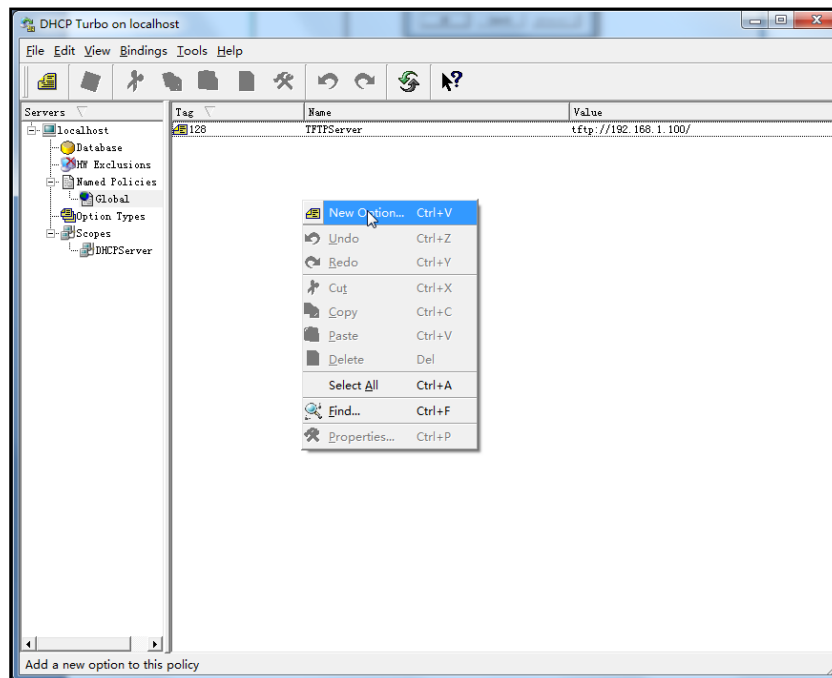 DHCP Turbo on localhost
File Edit View Bindings Tools Help
Servers
localhost
Database
HW Exclusions
Named Policies
Global
Option Types
Scopes
DHCPServer
Tag Name Value
128 TFTPServer tftp://192.168.1.100/
New Option... Ctrl+V
Undo Ctrl+Z
Redo Ctrl+Y
Cut Ctrl+X
Copy Ctrl+C
Paste Ctrl+V
Delete Del
Select All Ctrl+A
Find... Ctrl+F
Properties... Ctrl+P
Add a new option to this policy